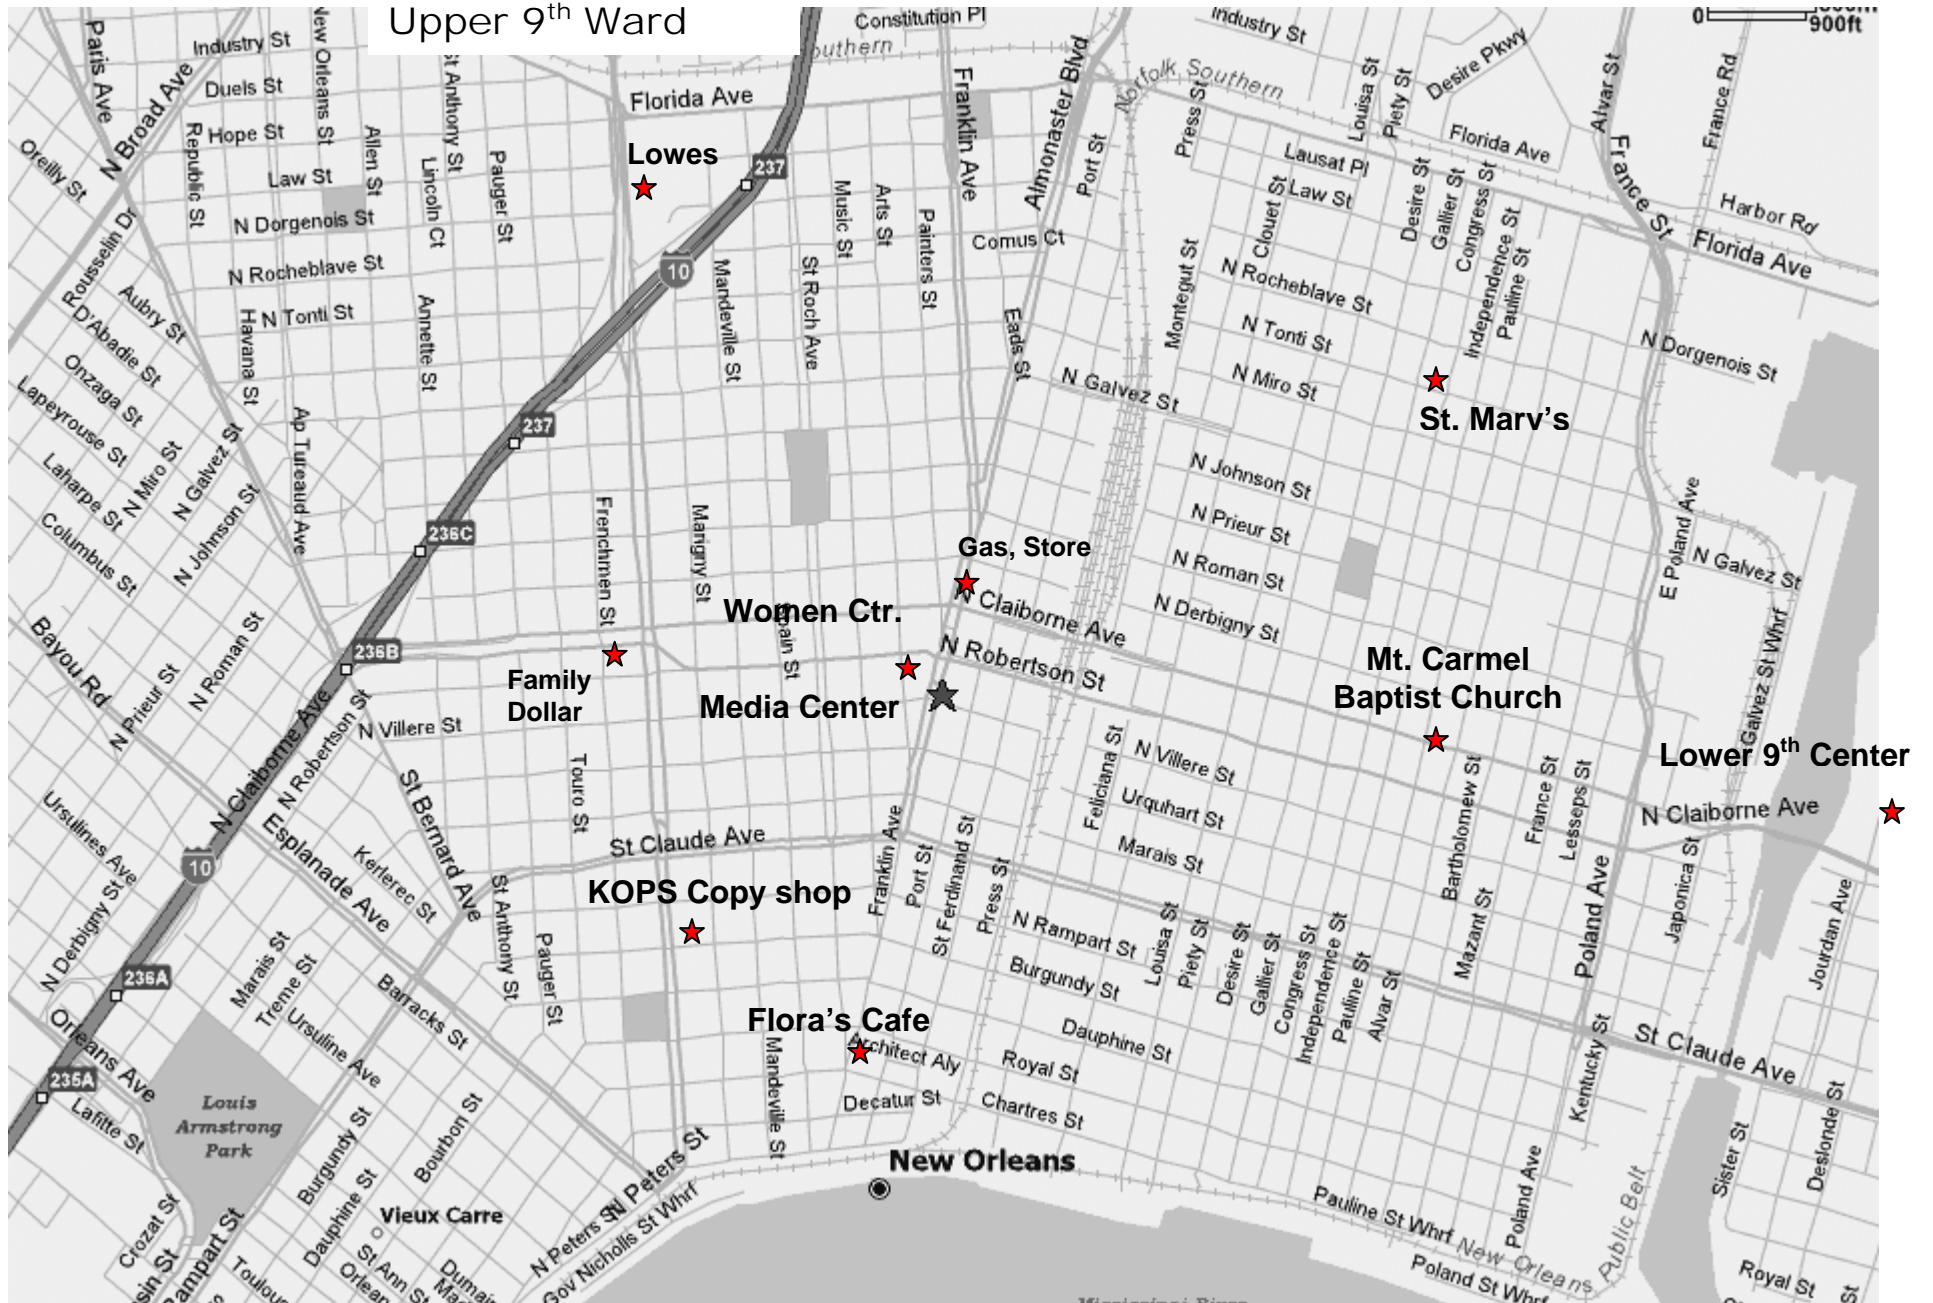 Upper 9th Ward
Constitution Pl
0
900ft
Paris Ave
Industry St
New Orleans St
St Anthony St
N Broad Ave
Duels St
Hope St
Republic St
Allen St
Law St
Lincoln Ct
Pauger St
N Dorgenois St
N Rocheblave St
N Tonti St
Oreilly St
Rousselin Dr
Aubry St
D'Abadie St
Onzaga St
Lapeyrouse St
Laharpe St
Columbus St
N Miro St
N Galvez St
N Johnson St
Havana St
Annette St
Ap Tureaud Ave
Florida Ave
Lowes
237
10
Mandeville St
St Roch Ave
Music St
Arts St
Painters St
Franklin Ave
Almonaster Blvd
Port St
Comus Ct
Eads St
Norfolk Southern
Industry St
Press St
Louisa St
Piety St
Desire Pkwy
Alvar St
France Rd
Lausat Pl
Law St
Clouet St
Florida Ave
Desire St
Gallier St
Congress St
Independence St
Pauline St
France St
Harbor Rd
Florida Ave
Montegut St
N Rocheblave St
N Tonti St
N Miro St
N Galvez St
N Dorgenois St
St. Marv's
237
236C
236B
Frenchmen St
Marigny St
Gas, Store
N Claiborne Ave
N Robertson St
Women Ctr.
Media Center
Family
Dollar
N Johnson St
N Prieur St
N Roman St
N Derbigny St
E Poland Ave
N Galvez St
Galvez St Whrf
Mt. Carmel
Baptist Church
Lower 9th Center
N Claiborne Ave
Bayou Rd
N Prieur St
N Roman St
N Claiborne Ave
N Robertson St
N Villere St
St Bernard Ave
Touro St
St Claude Ave
KOPS Copy shop
Feliciana St
N Villere St
Urquhart St
Marais St
Bartholomew St
France St
Lesseps St
Mazant St
Poland Ave
Japonica St
Jourdan Ave
Ursulines Ave
N Derbigny St
10
Esplanade Ave
Kerlerec St
St Anthony St
Pauger St
Franklin Ave
Port St
St Ferdinand St
Press St
N Rampart St
Burgundy St
Dauphine St
Royal St
Chartres St
Louisa St
Piety St
Desire St
Gallier St
Congress St
Independence St
Pauline St
Alvar St
St Claude Ave
Kentucky St
236A
Orleans Ave
235A
Lafitte St
Marais St
Treme St
Ursuline Ave
Barracks St
Louis
Armstrong
Park
Burgundy St
Bourbon St
Dauphine St
Flora's Cafe
Architect Aly
Mandeville St
Decatur St
New Orleans
N Peters St
N Peters St
Gov Nicholls St Whrf
Vieux Carre
Crozat St
Rampart St
St Ann St
Pauline St Whrf
New Orleans
Public Belt
Poland Ave
Poland St Whrf
Sister St
Deslonde St
Royal St